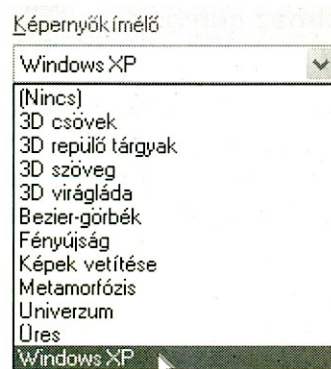 Képernyőkímélő
Windows XP
(Nincs)
3D csövek
3D repülő tárgyak
3D szöveg
3D virágláda
Bezier-görbék
Fényújság
Képek vetítése
Metamorfózis
Univerzum
Üres
Windows XP